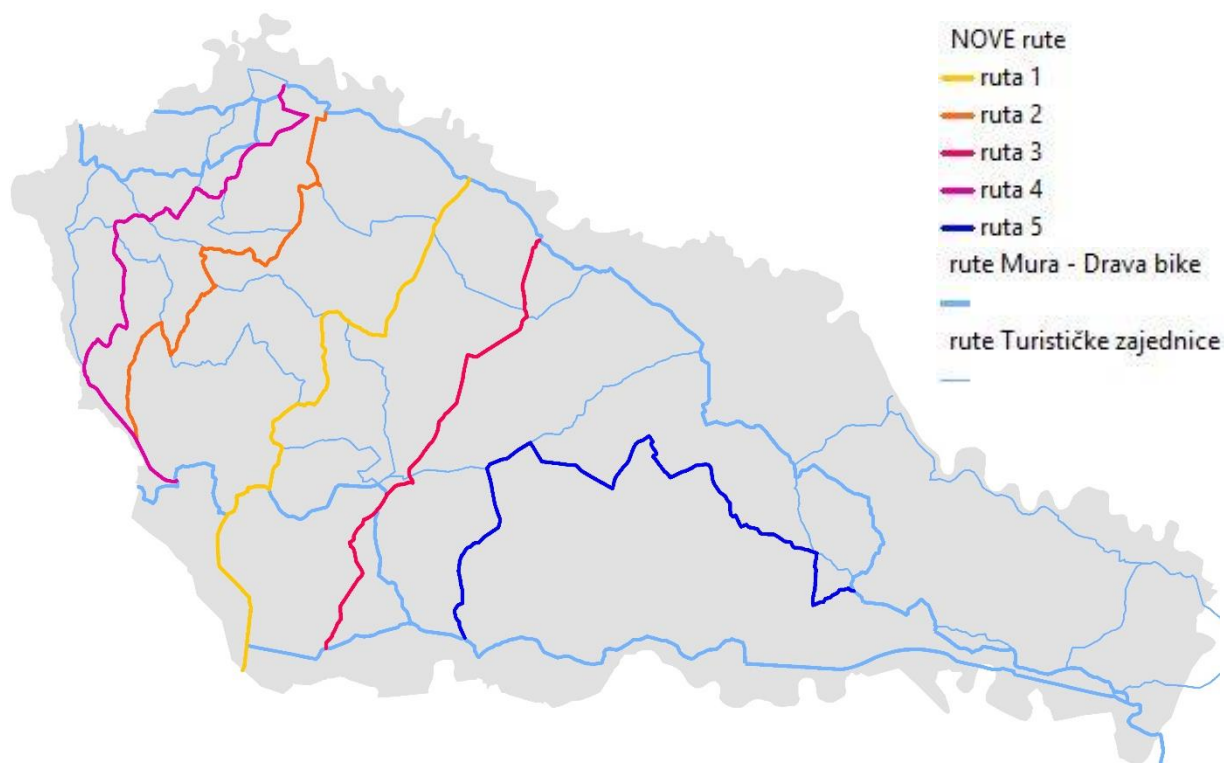 NOVE rute
ruta 1
ruta 2
ruta 3
ruta 4
ruta 5
rute Mura - Drava bike
rute Turističke zajednice